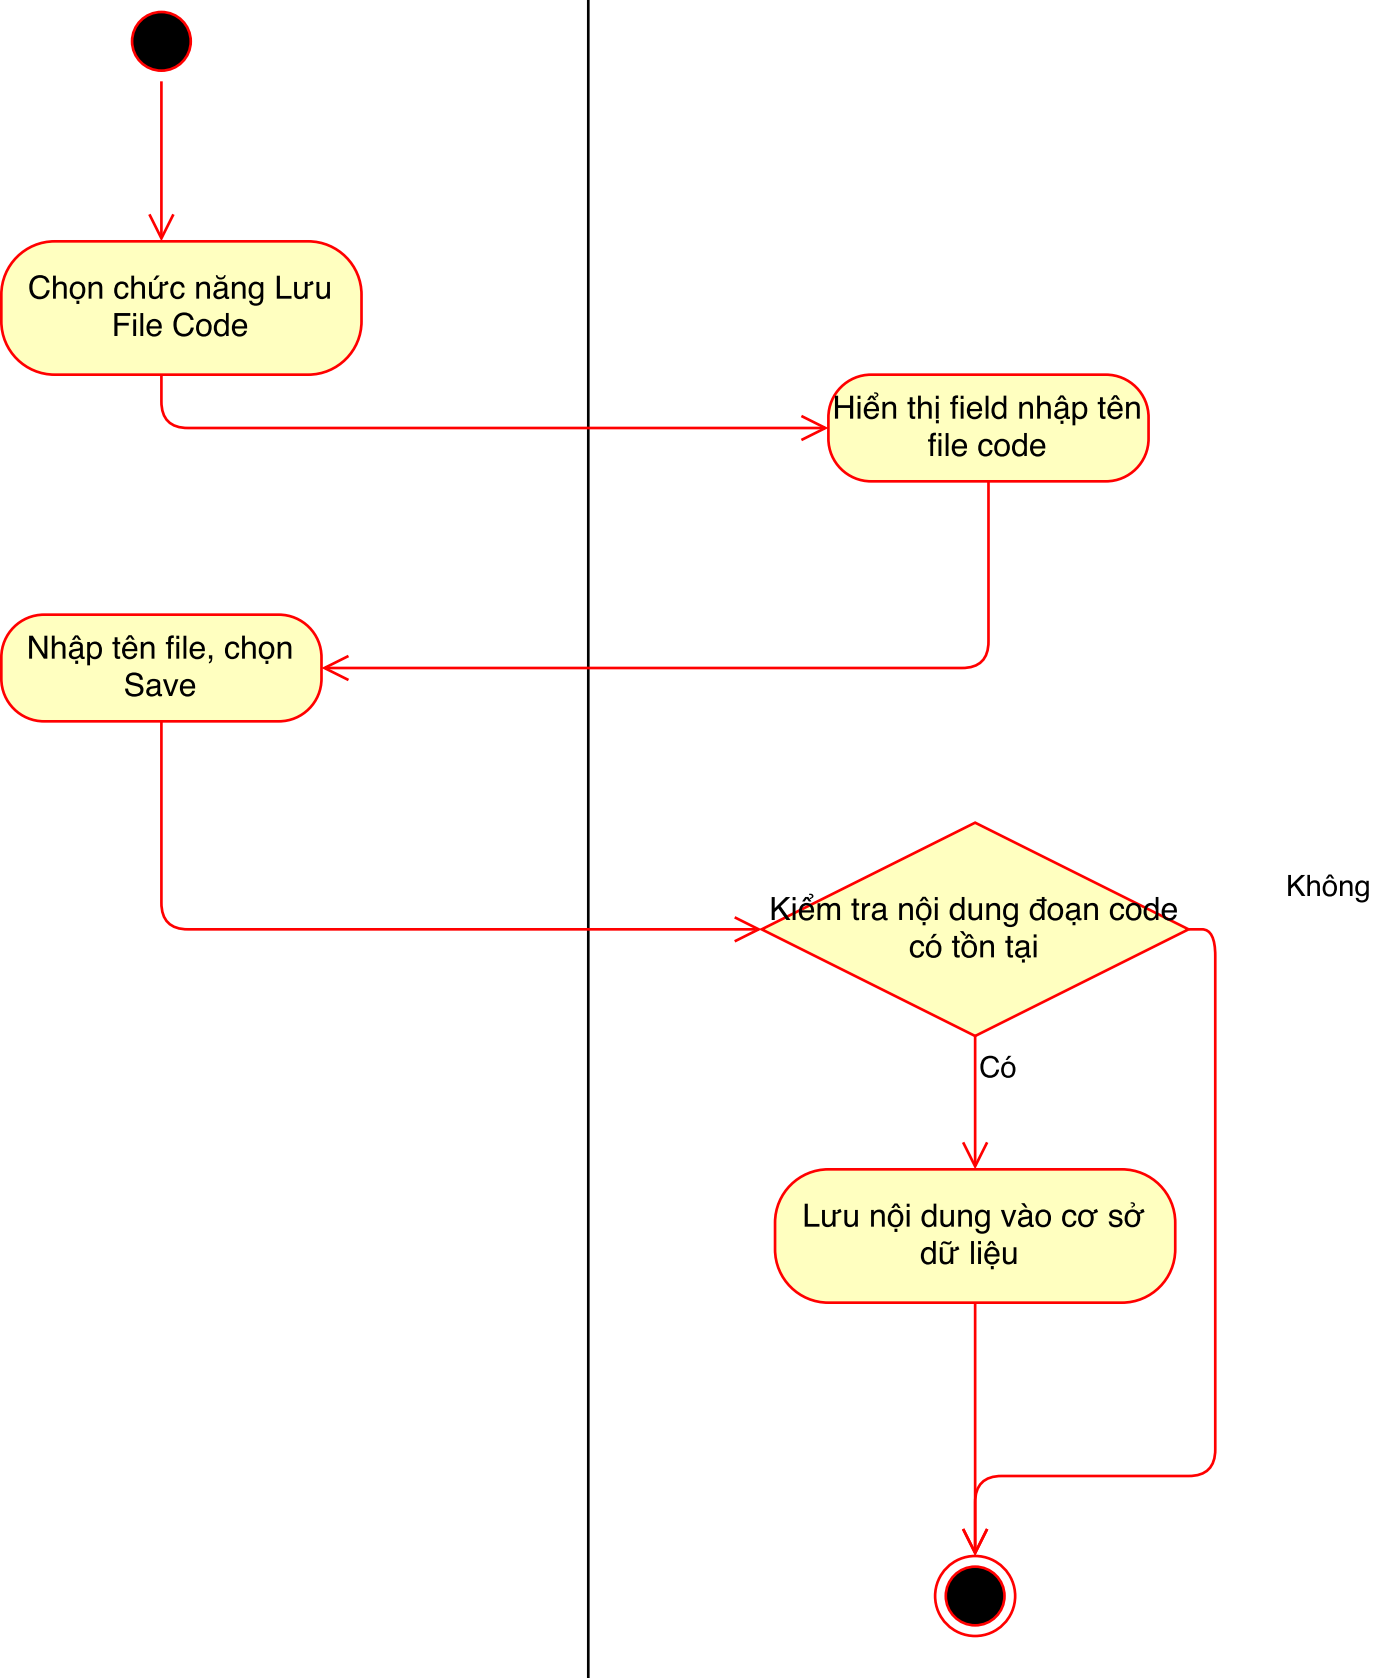 Chọn chức năng Lưu
File Code
Hiển thị field nhập tên
file code
Nhập tên file, chọn
Save
Không
Kiểm tra nội dung đoạn code
có tồn tại
Có
Lưu nội dung vào cơ sở
dữ liệu